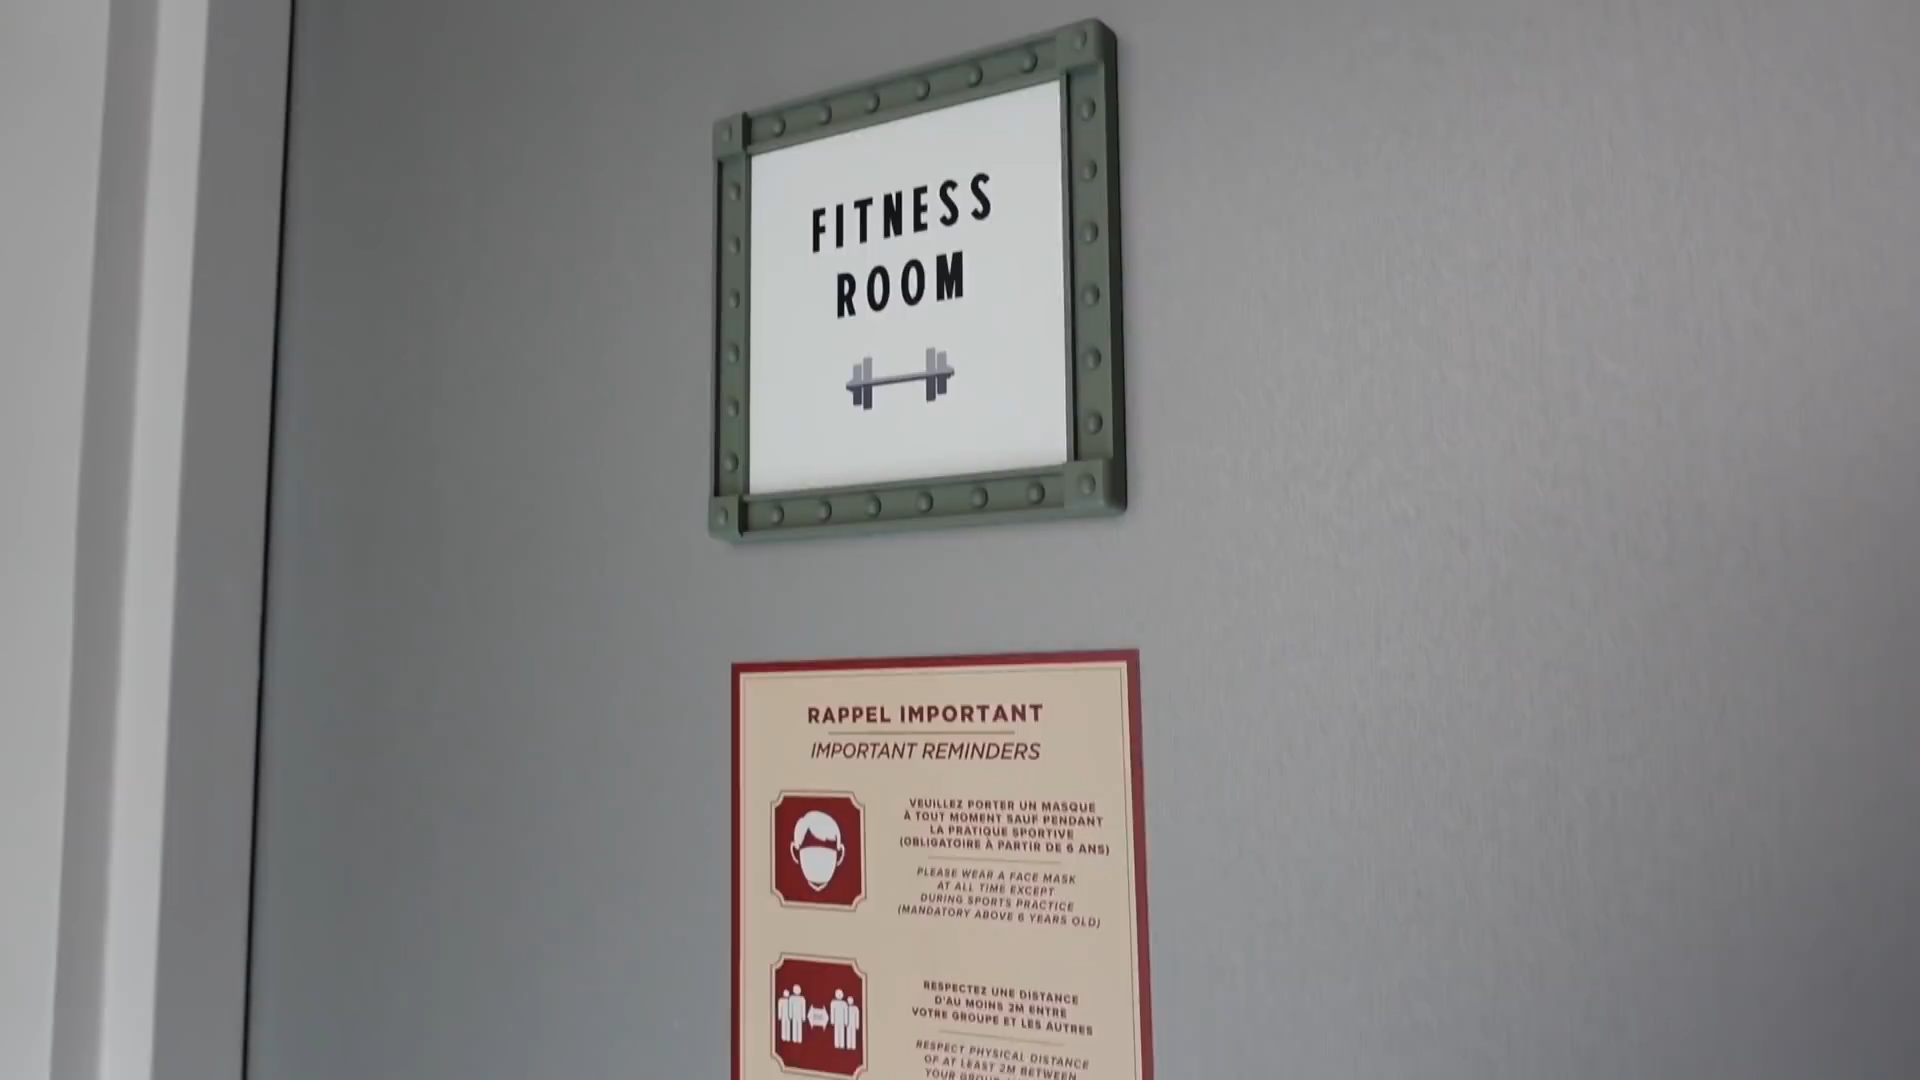 FITNESS
ROOM
RAPPEL IMPORTANT
IMPORTANT REMINDERS
VEUILLEZ PORTER UN MASQUE
À TOUT MOMENT SAUF PENDANT
LA PRATIQUE SPORTIVE
(OBLIGATOIRE À PARTIR DE 6 ANS)
PLEASE WEAR A FACE MASK
AT ALL TIME EXCEPT
DURING SPORTS PRACTICE
(MANDATORY ABOVE 6 YEARS OLD)
RESPECTEZ UNE DISTANCE
D'AU MOINS 2M ENTRE
VOTRE GROUPE ET LES AUTRES
RESPECT PHYSICAL DISTANCE
OF AT LEAST 2M BETWEEN
YOUR